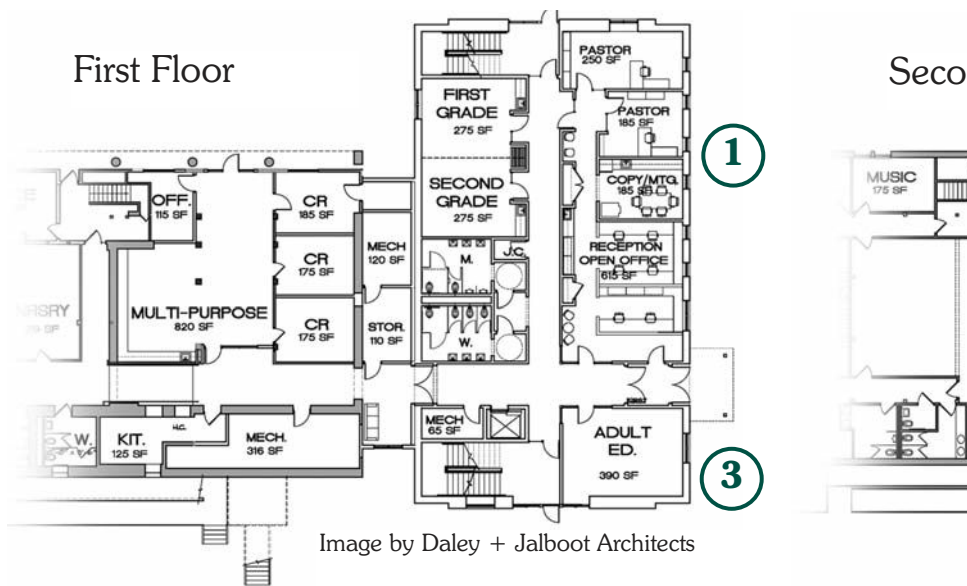 First Floor
Seco
PASTOR
250 SF
FIRST
GRADE
275 SF
PASTOR
185 SF
1
COPY/MTG.
185 SF
MUSIC
175 SF
OFF.
115 SF
CR
185 SF
SECOND
GRADE
275 SF
MECH
120 SF
CR
175 SF
M.
J.C.
RECEPTION
OPEN OFFICE
615 SF
MULTI-PURPOSE
820 SF
CR
175 SF
STOR.
110 SF
W.
MECH
65 SF
W.
KIT.
125 SF
H.C.
MECH.
316 SF
ADULT
ED.
390 SF
3
Image by Daley + Jalboot Architects